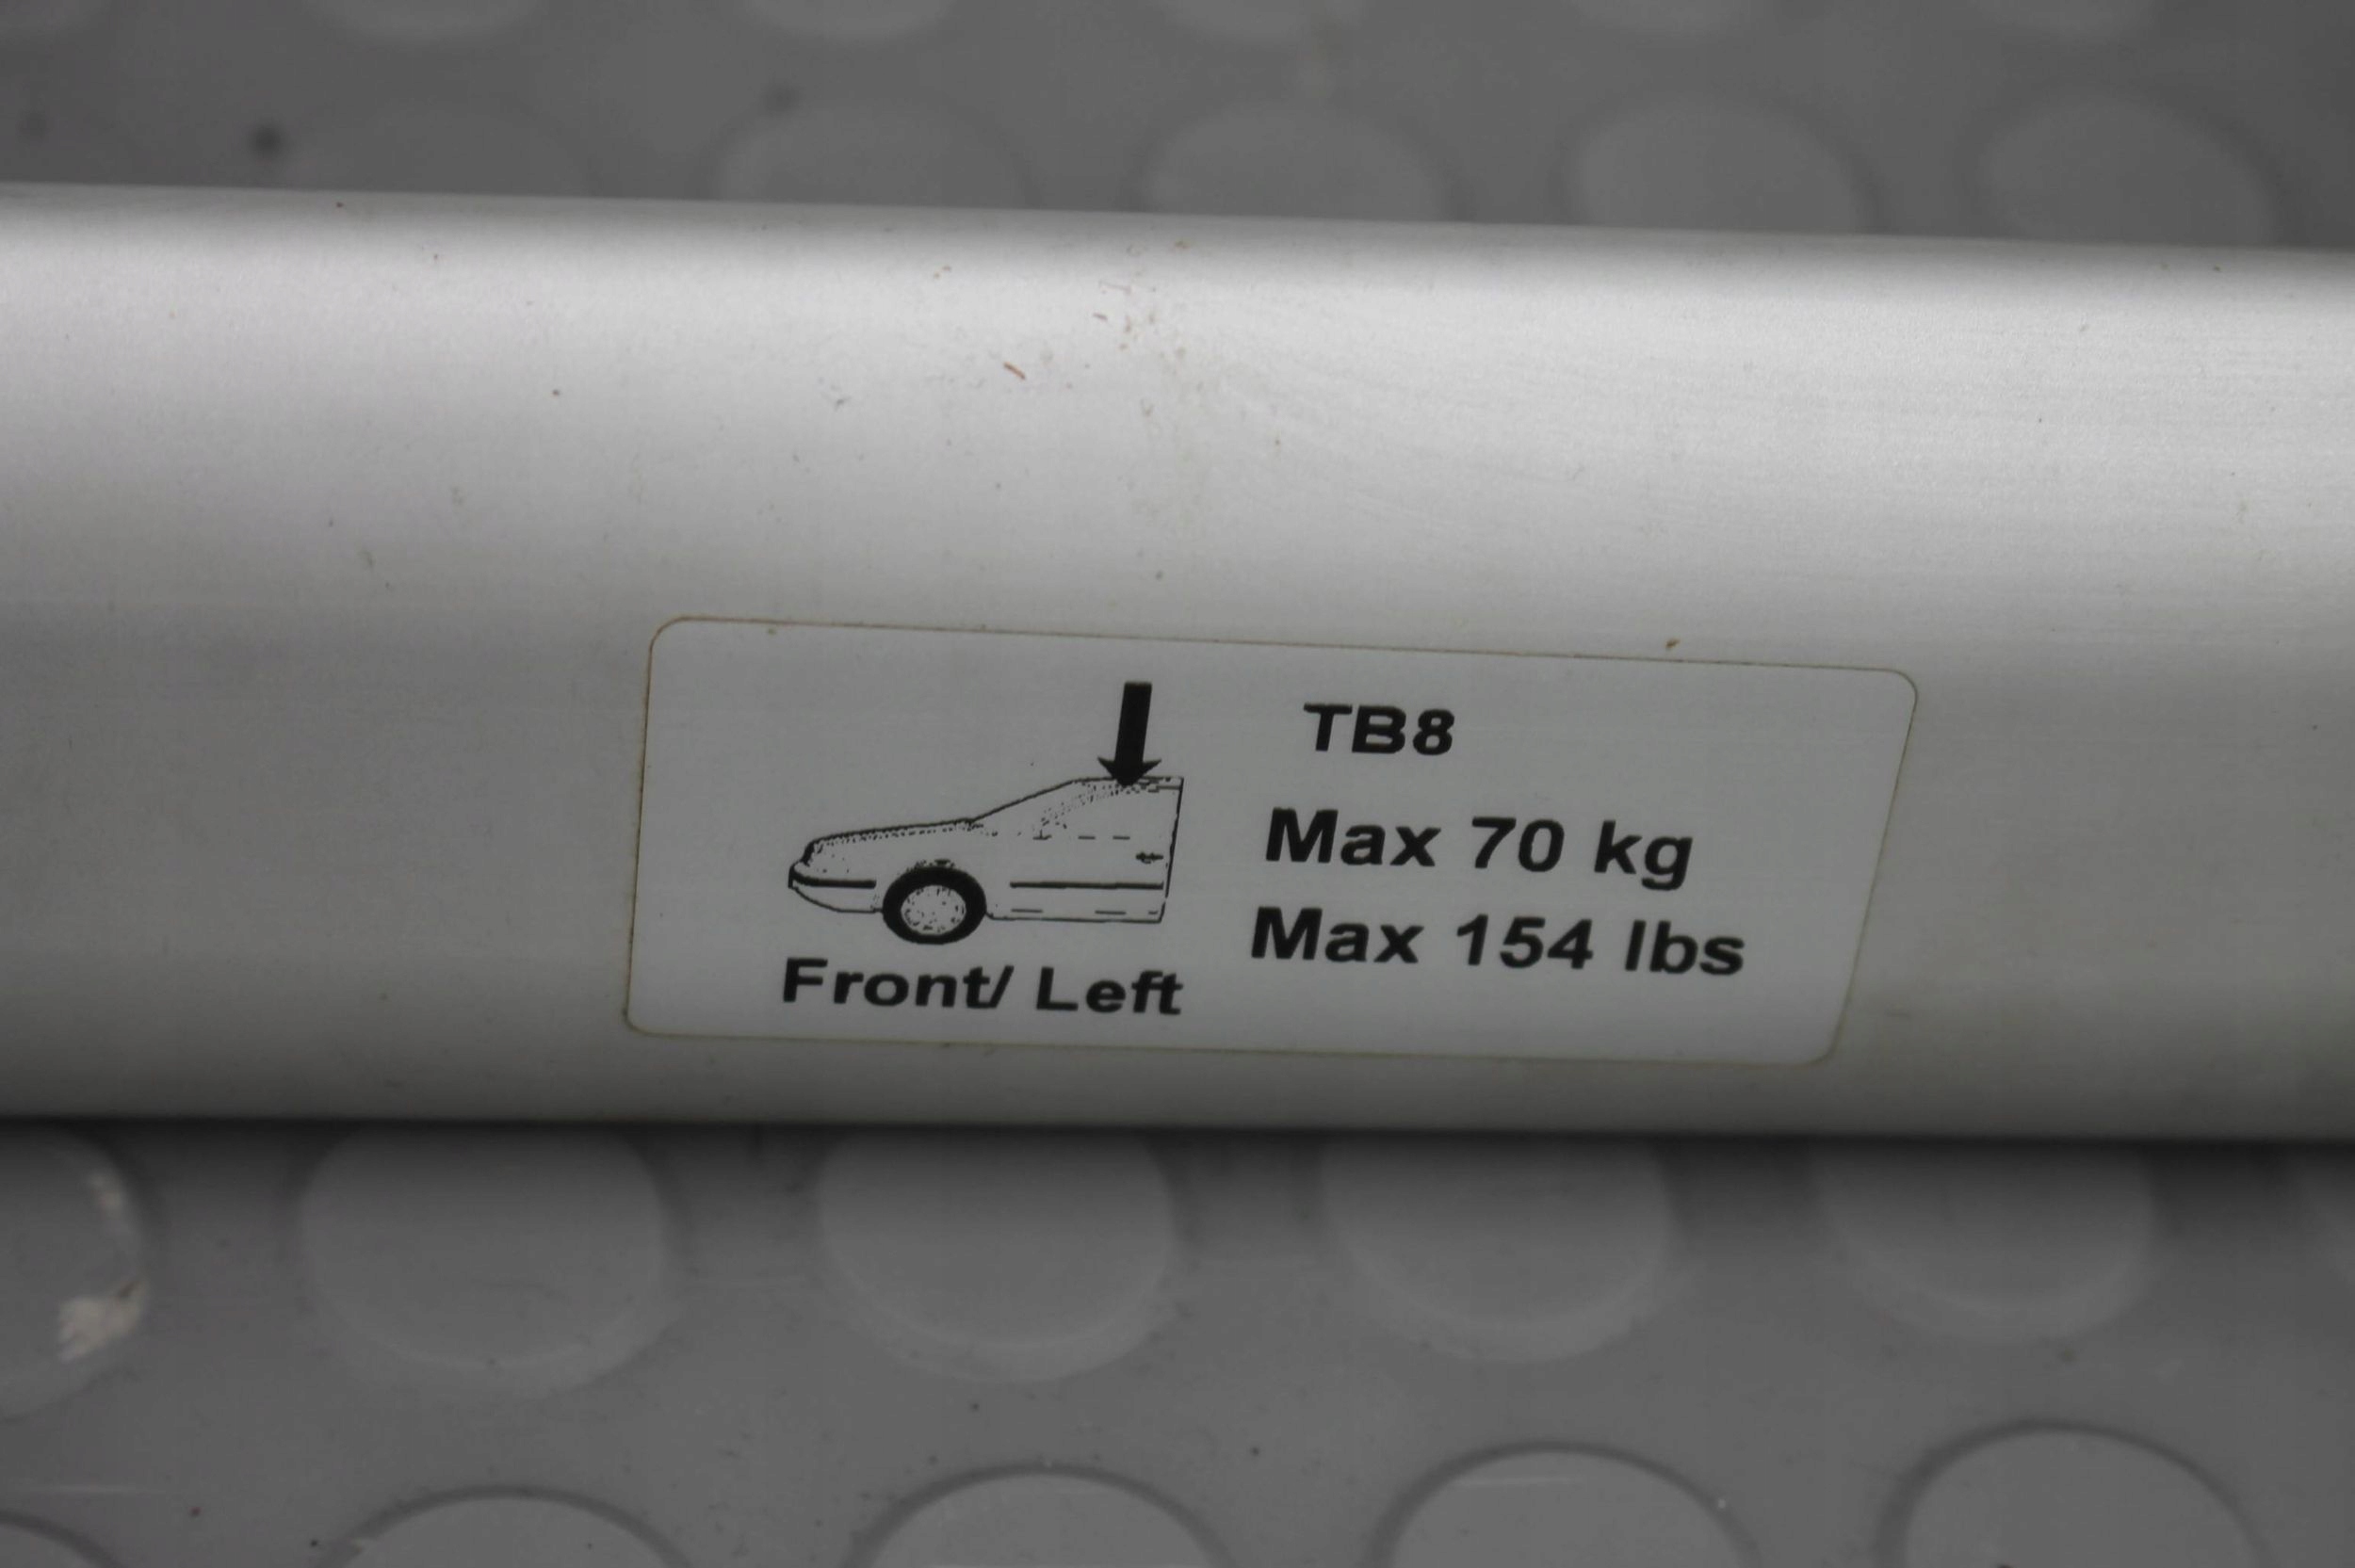 TB8
Max 70 kg
Max 154 lbs
Front/ Left